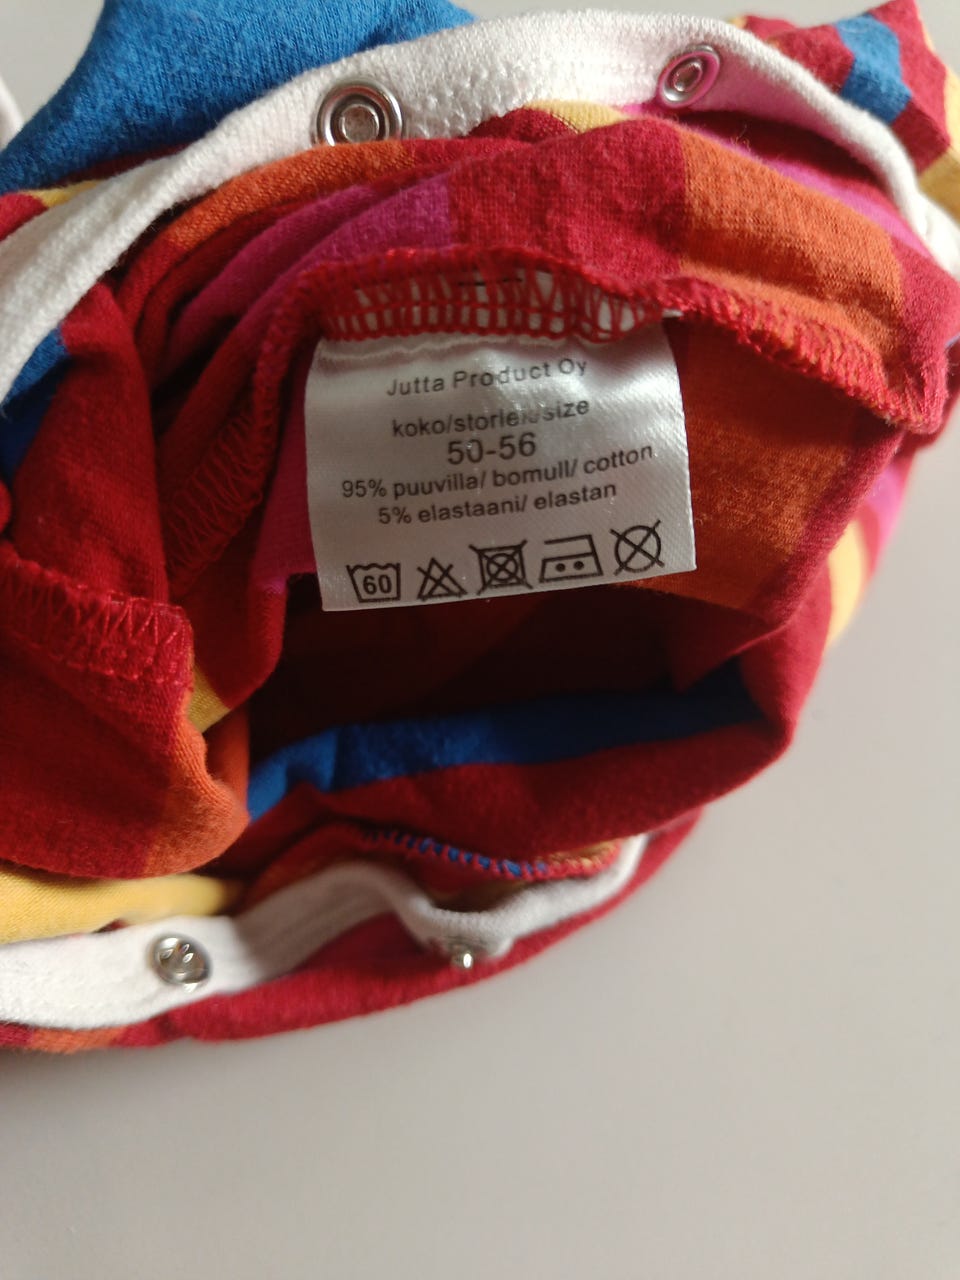 Jutta Product Oy
koko/storlek/size
50-56
95% puuvilla/ bomull/ cotton
5% elastaani/ elastan
60